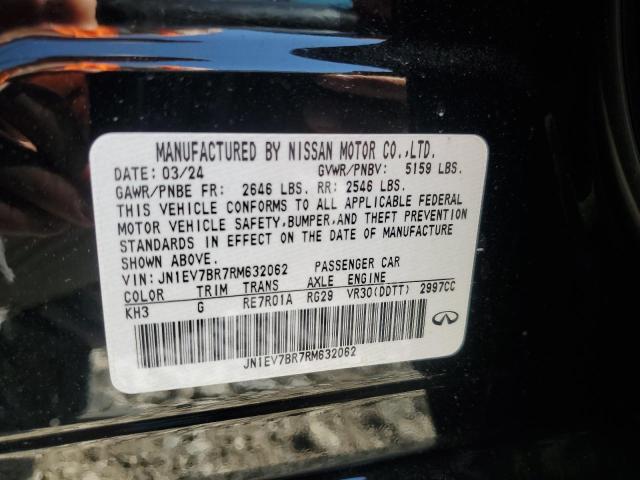 MANUFACTURED BY NISSAN MOTOR CO.,LTD.
DATE: 03/24 GVWR/PNBV: 5159 LBS.
GAWR/PNBE FR: 2646 LBS. RR: 2546 LBS.
THIS VEHICLE CONFORMS TO ALL APPLICABLE FEDERAL
MOTOR VEHICLE SAFETY,BUMPER,AND THEFT PREVENTION
STANDARDS IN EFFECT ON THE DATE OF MANUFACTURE
SHOWN ABOVE.
VIN:JN1EV7BR7RM632062 PASSENGER CAR
COLOR TRIM TRANS AXLE ENGINE
KH3 G RE7R01A RG29 VR30(DDTT) 2997CC
JN1EV7BR7RM632062